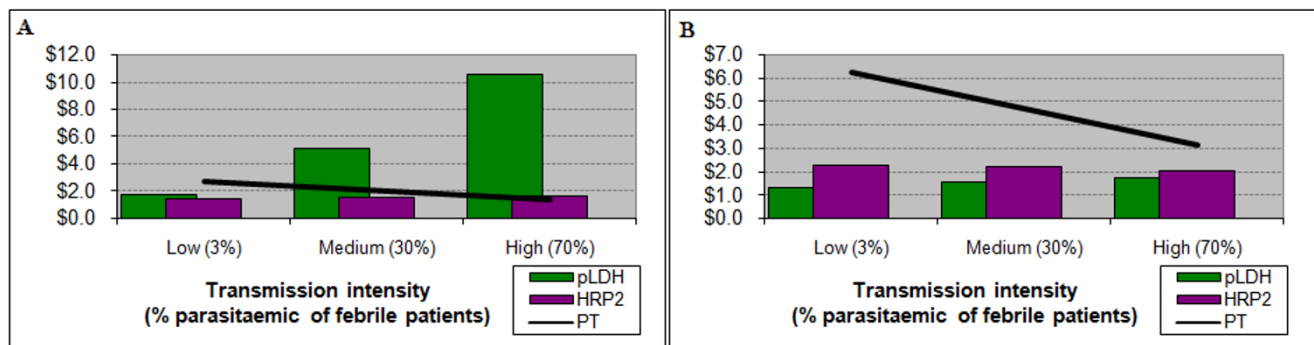 A
$12.0
$10.0
$8.0
$6.0
$4.0
$2.0
$0.0
Low (3%) Medium (30%) High (70%)
Transmission intensity
(% parasitaemic of febrile patients)
pLDH
HRP2
PT
B
$7.0
$6.0
$5.0
$4.0
$3.0
$2.0
$1.0
$0.0
Low (3%) Medium (30%) High (70%)
Transmission intensity
(% parasitaemic of febrile patients)
pLDH
HRP2
PT